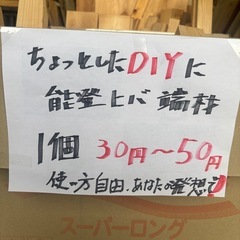 ちょっとしたDIYに
能登ヒバ端材
1個 30円〜50円
使い方自由、あなたの発想で
スーパーロング